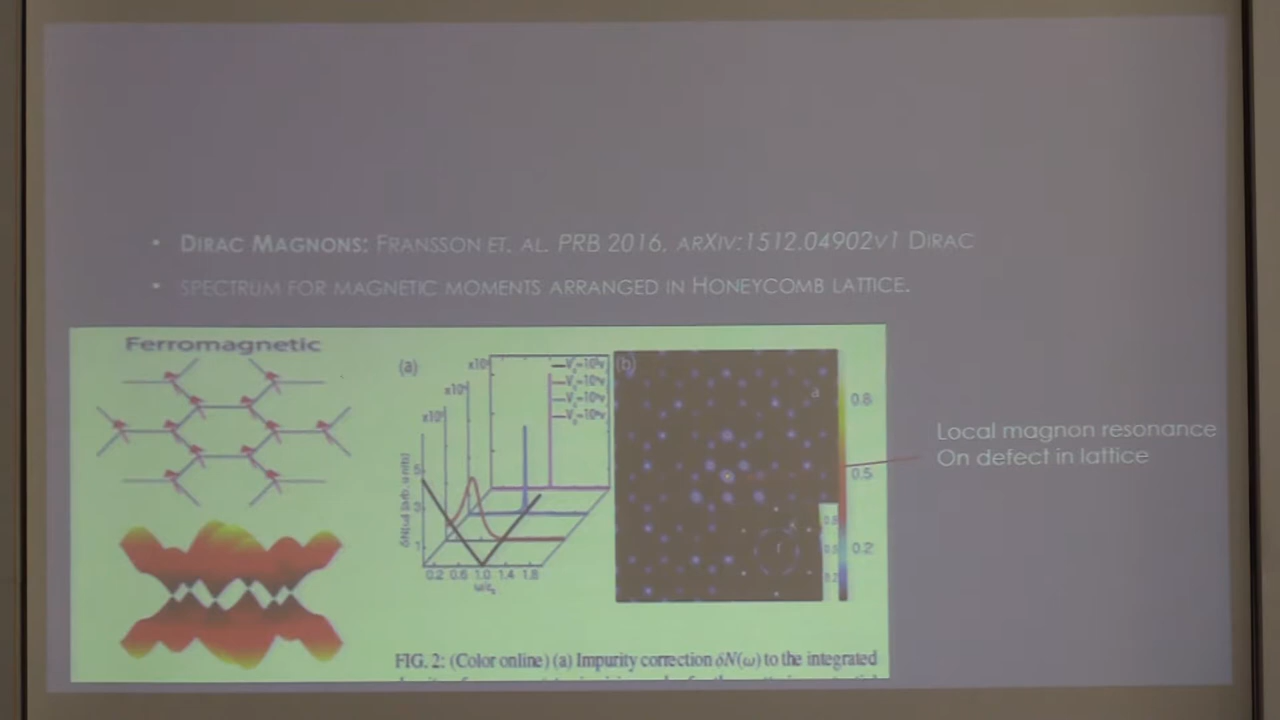 • DIRAC MAGNONS: FRANSSON ET. AL. PRB 2016. ARXIV:1512.04902V1 DIRAC
• SPECTRUM FOR MAGNETIC MOMENTS ARRANGED IN HONEYCOMB LATTICE.
Ferromagnetic
(a)
(b)
0.8
0.5
0.2
Local magnon resonance
On defect in lattice
0.2 0.6 1.0 1.4 1.8
FIG. 2: (Color online) (a) Impurity correction δN(ω) to the integrated